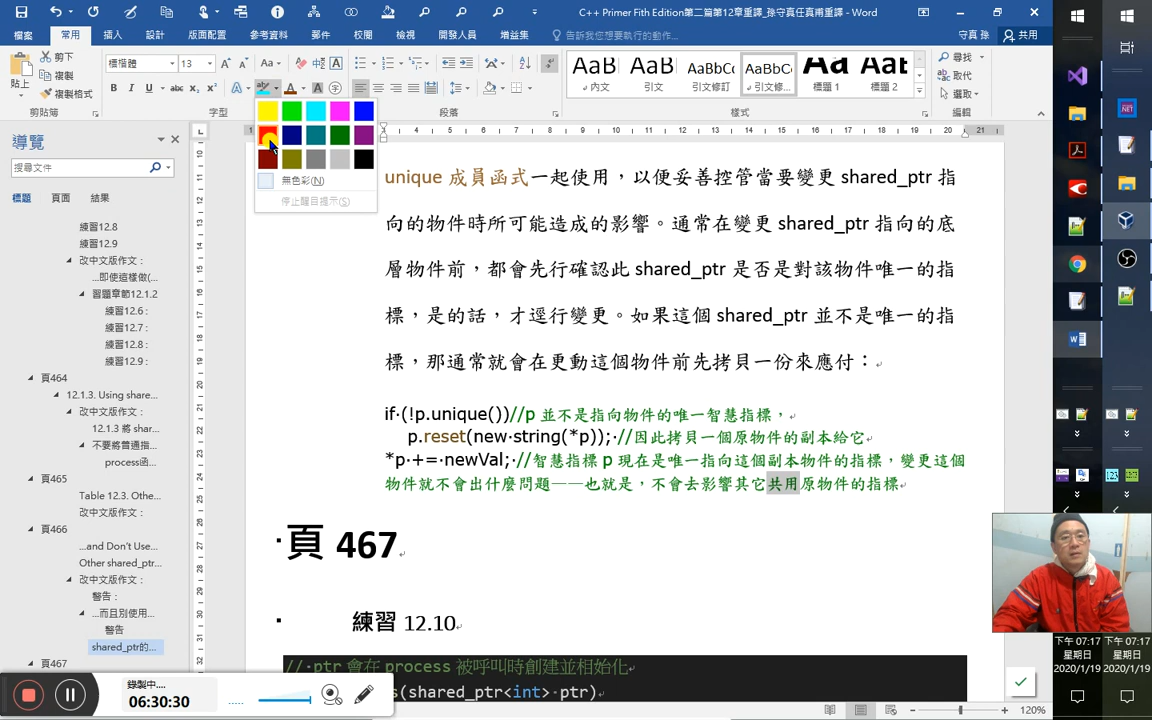 C++ Primer Fith Edition第二篇第12章重譯_孫守真任真甫重譯 - Word
檔案 常用 插入 設計 版面配置 參考資料 郵件 校閱 檢視 開發人員 增益集 告訴我您想要執行的動作... 守真 孫 共用
貼上 剪下 複製 複製格式
標楷體 13
尋找 取代 選取
AaB AaB AaBbC AaBbC AaB AaB
內文 引文 引文修訂 引文修... 標題 1 標題 2
剪貼簿 字型 段落 樣式 編輯
無色彩(N)
停止醒目提示(S)
導覽
搜尋文件
標題 頁面 結果
練習12.8
練習12.9
改中文版作文：
...即使這樣做(...
習題章節12.1.2
練習12.6：
練習12.7：
練習12.8：
練習12.9：
頁464
12.1.3. Using share...
改中文版作文：
12.1.3 將 shar...
不要將普通指...
process函...
頁465
Table 12.3. Othe...
改中文版作文：
頁466
...and Don't Use...
Other shared_ptr...
改中文版作文：
警告：
...而且別使用...
警告
shared_ptr的...
頁467
unique 成員函式一起使用，以便妥善控管當要變更 shared_ptr 指
向的物件時所可能造成的影響。通常在變更 shared_ptr 指向的底
層物件前，都會先行確認此 shared_ptr 是否是對該物件唯一的指
標，是的話，才逕行變更。如果這個 shared_ptr 並不是唯一的指
標，那通常就會在更動這個物件前先拷貝一份來應付：
if·(!p.unique())//p 並不是指向物件的唯一智慧指標，
p.reset(new·string(*p));·//因此拷貝一個原物件的副本給它
*p·+=·newVal;·//智慧指標 p 現在是唯一指向這個副本物件的指標，變更這個
物件就不會出什麼問題──也就是，不會去影響其它共用原物件的指標
頁 467
練習 12.10
//·ptr 會在 process 被呼叫時創建並相始化
s(shared_ptr<int>·ptr)
錄製中....
06:30:30
120%
下午 07:17 下午 07:17
星期日 星期日
2020/1/19 2020/1/19